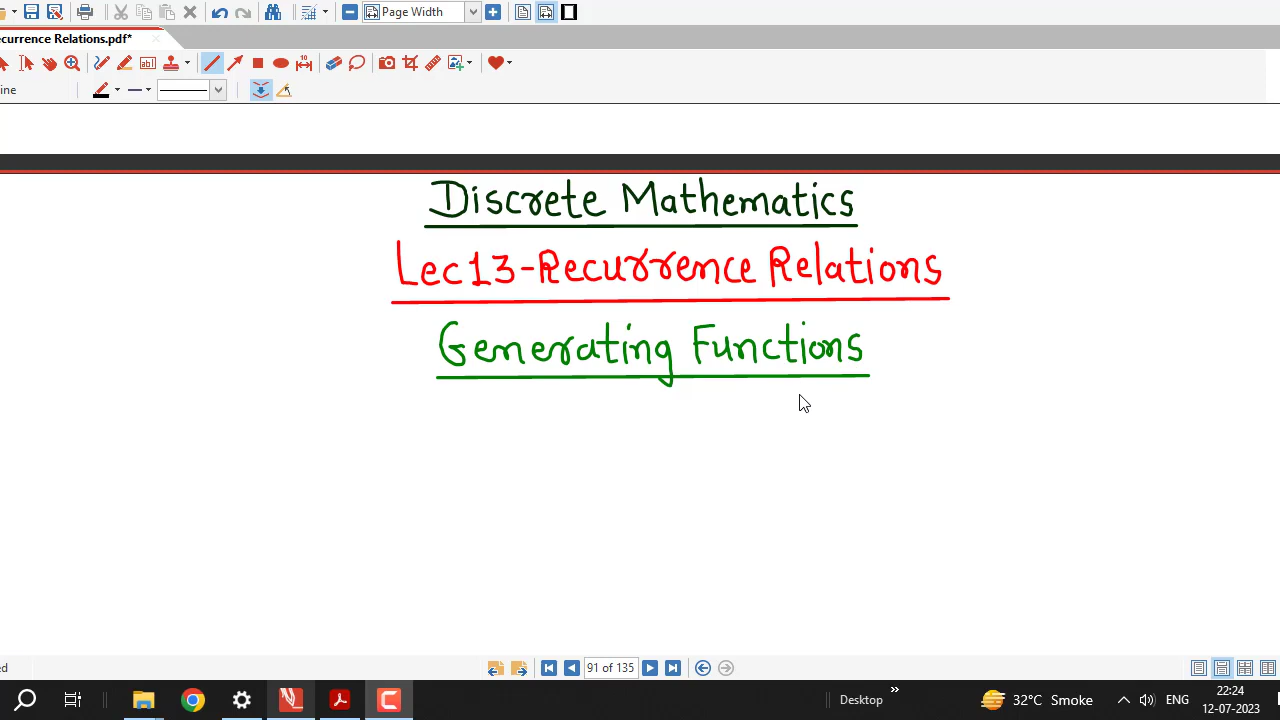 Page Width
ecurrence Relations.pdf*
ine
Discrete Mathematics
Lec13-Recurrence Relations
Generating Functions
ed
91 of 135
Desktop
32°C Smoke
ENG
22:24
12-07-2023